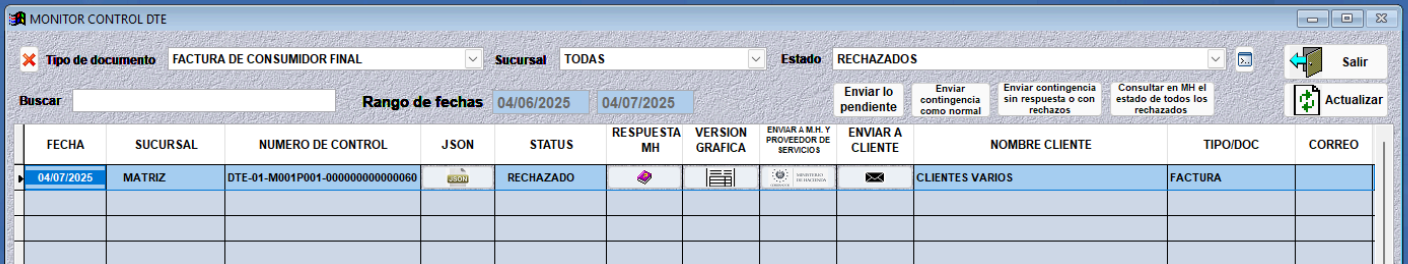 MONITOR CONTROL DTE
Tipo de documento FACTURA DE CONSUMIDOR FINAL Sucursal TODAS Estado RECHAZADOS Salir
Buscar Rango de fechas 04/06/2025 04/07/2025 Actualizar
Enviar lo
pendiente
Enviar
contingencia
como normal
Enviar contingencia
sin respuesta o con
rechazos
Consultar en MH el
estado de todos los
rechazados
FECHA SUCURSAL NUMERO DE CONTROL JSON STATUS
RESPUESTA
MH
VERSION
GRAFICA
ENVIAR A M.H. Y
PROVEEDOR DE
SERVICIOS
ENVIAR A
CLIENTE
NOMBRE CLIENTE TIPO/DOC CORREO
04/07/2025 MATRIZ DTE-01-M001P001-000000000000060 JSON RECHAZADO CLIENTES VARIOS FACTURA